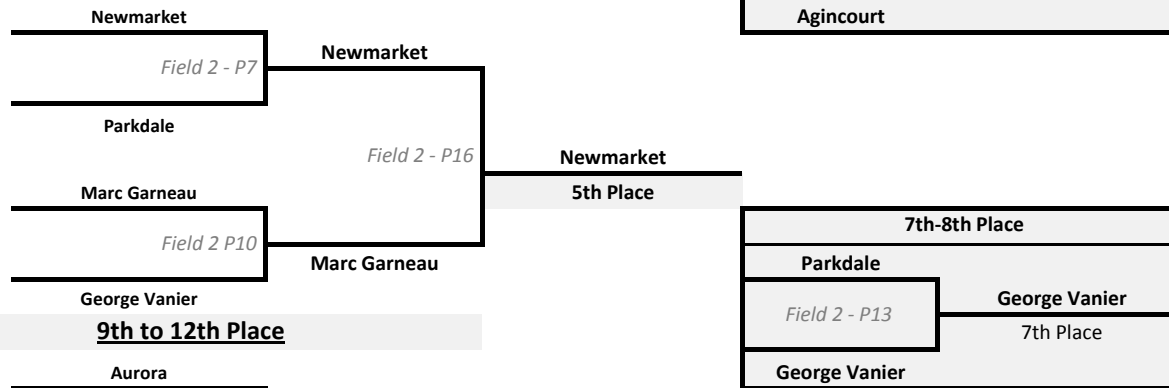 Newmarket
Agincourt
Newmarket
Field 2 - P7
Parkdale
Field 2 - P16
Newmarket
Marc Garneau
5th Place
7th-8th Place
Field 2 P10
Marc Garneau
Parkdale
George Vanier
George Vanier
Field 2 - P13
9th to 12th Place
7th Place
Aurora
George Vanier